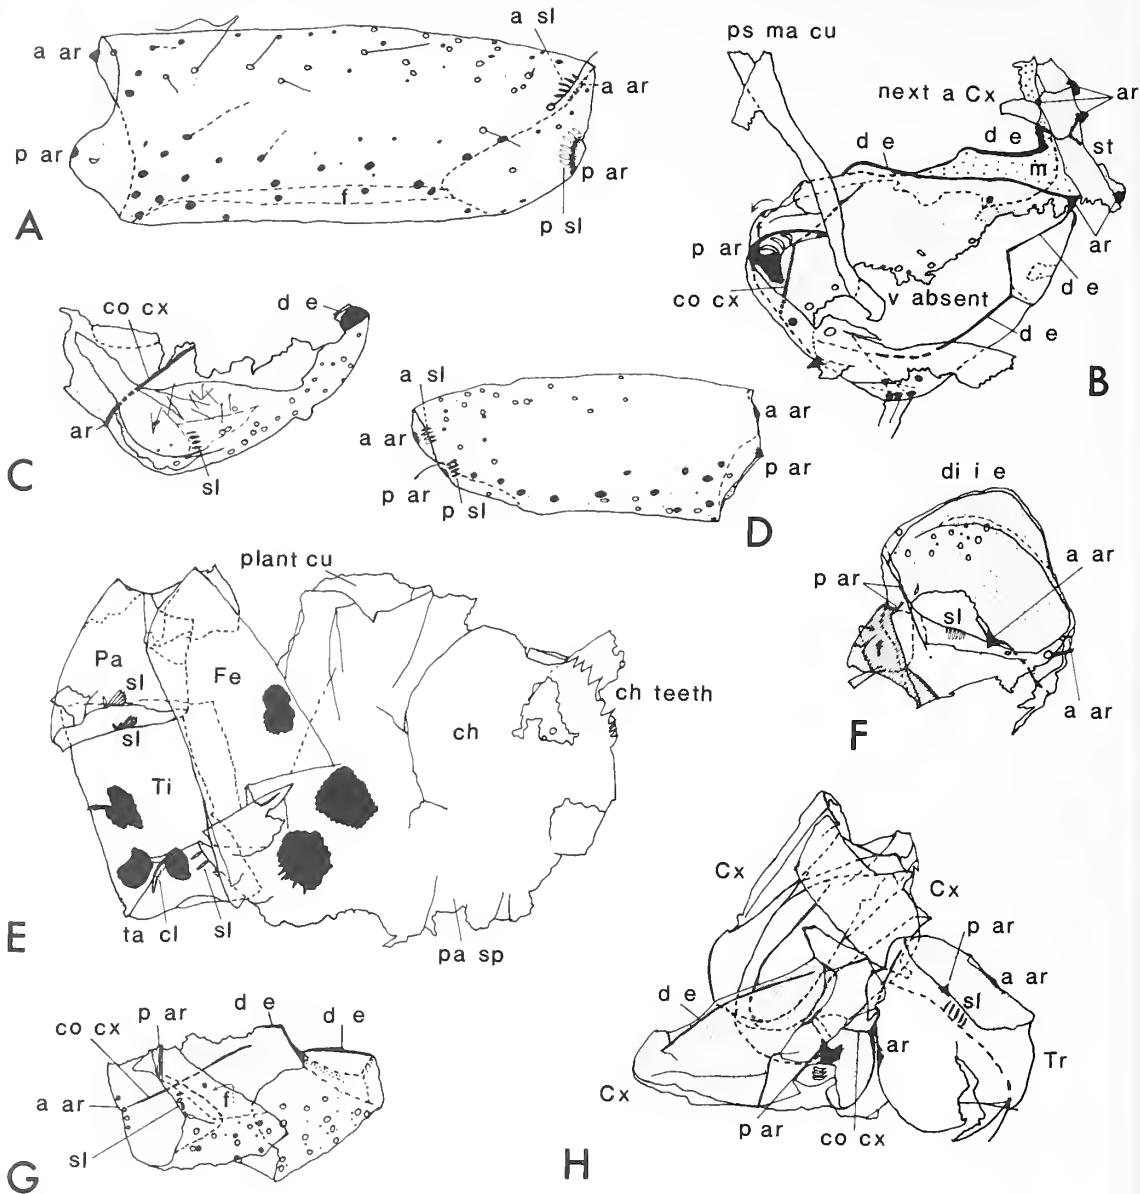 a sl
a ar
a ar
p ar
f
p ar
p sl
A
ps ma cu
next a Cx
ar
d e
d e
st
m
p ar
ar
co cx
v absent
d e
d e
B
co cx
d e
ar
sl
C
a sl
a ar
a ar
p ar
p ar
p sl
D
di i e
a ar
p ar
sl
f
a ar
F
plant cu
Pa
sl
Fe
ch teeth
sl
ch
Ti
ta cl
sl
pa sp
E
Cx
Cx
p ar
a ar
sl
d e
ar
Tr
Cx
p ar
co cx
H
d e
p ar
d e
co cx
f
a ar
sl
G